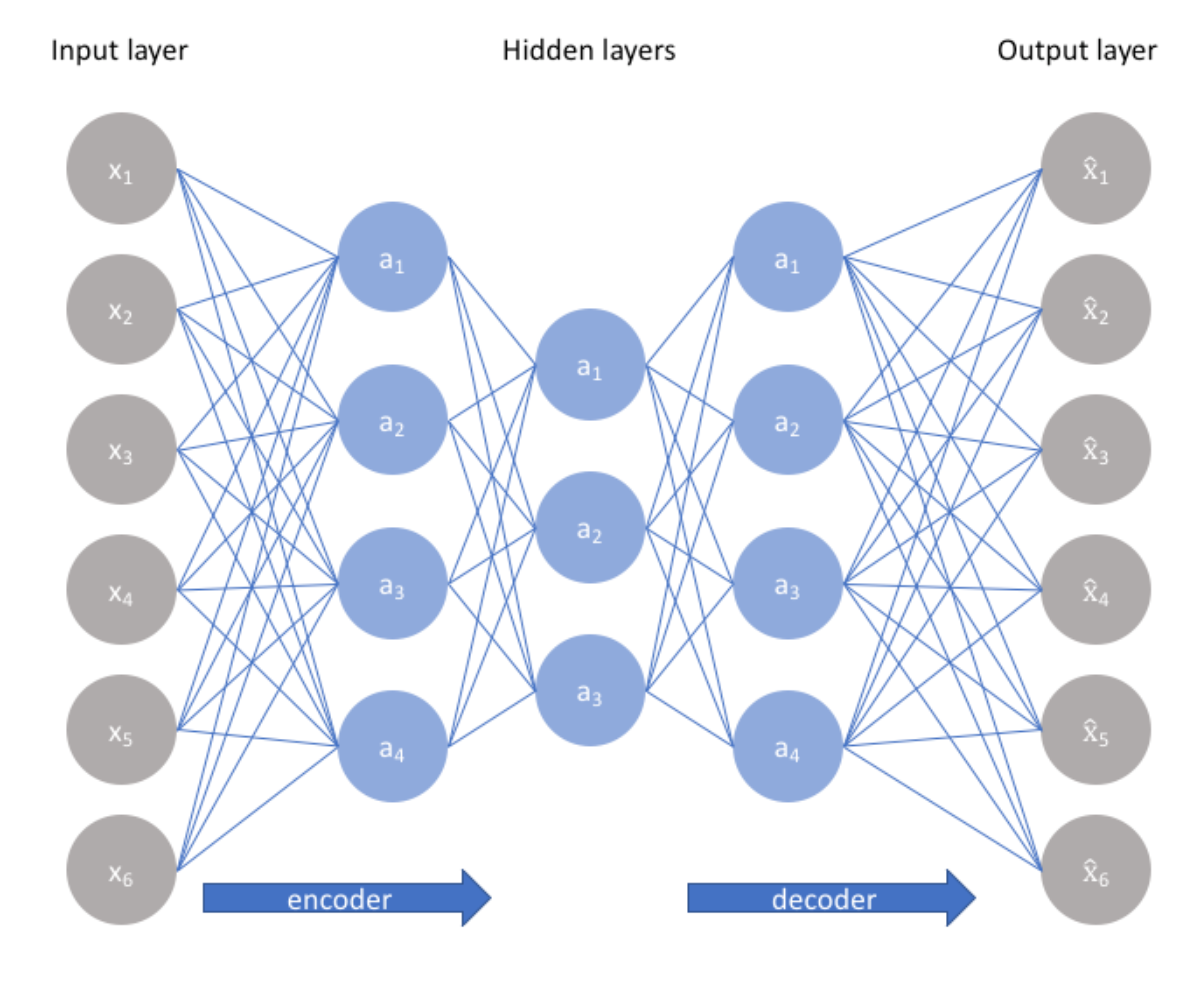 Input layer
Hidden layers
Output layer
x₁
x₂
x₃
x₄
x₅
x₆
a₁
a₂
a₃
a₄
a₁
a₂
a₃
a₁
a₂
a₃
a₄
x̂₁
x̂₂
x̂₃
x̂₄
x̂₅
x̂₆
encoder
decoder